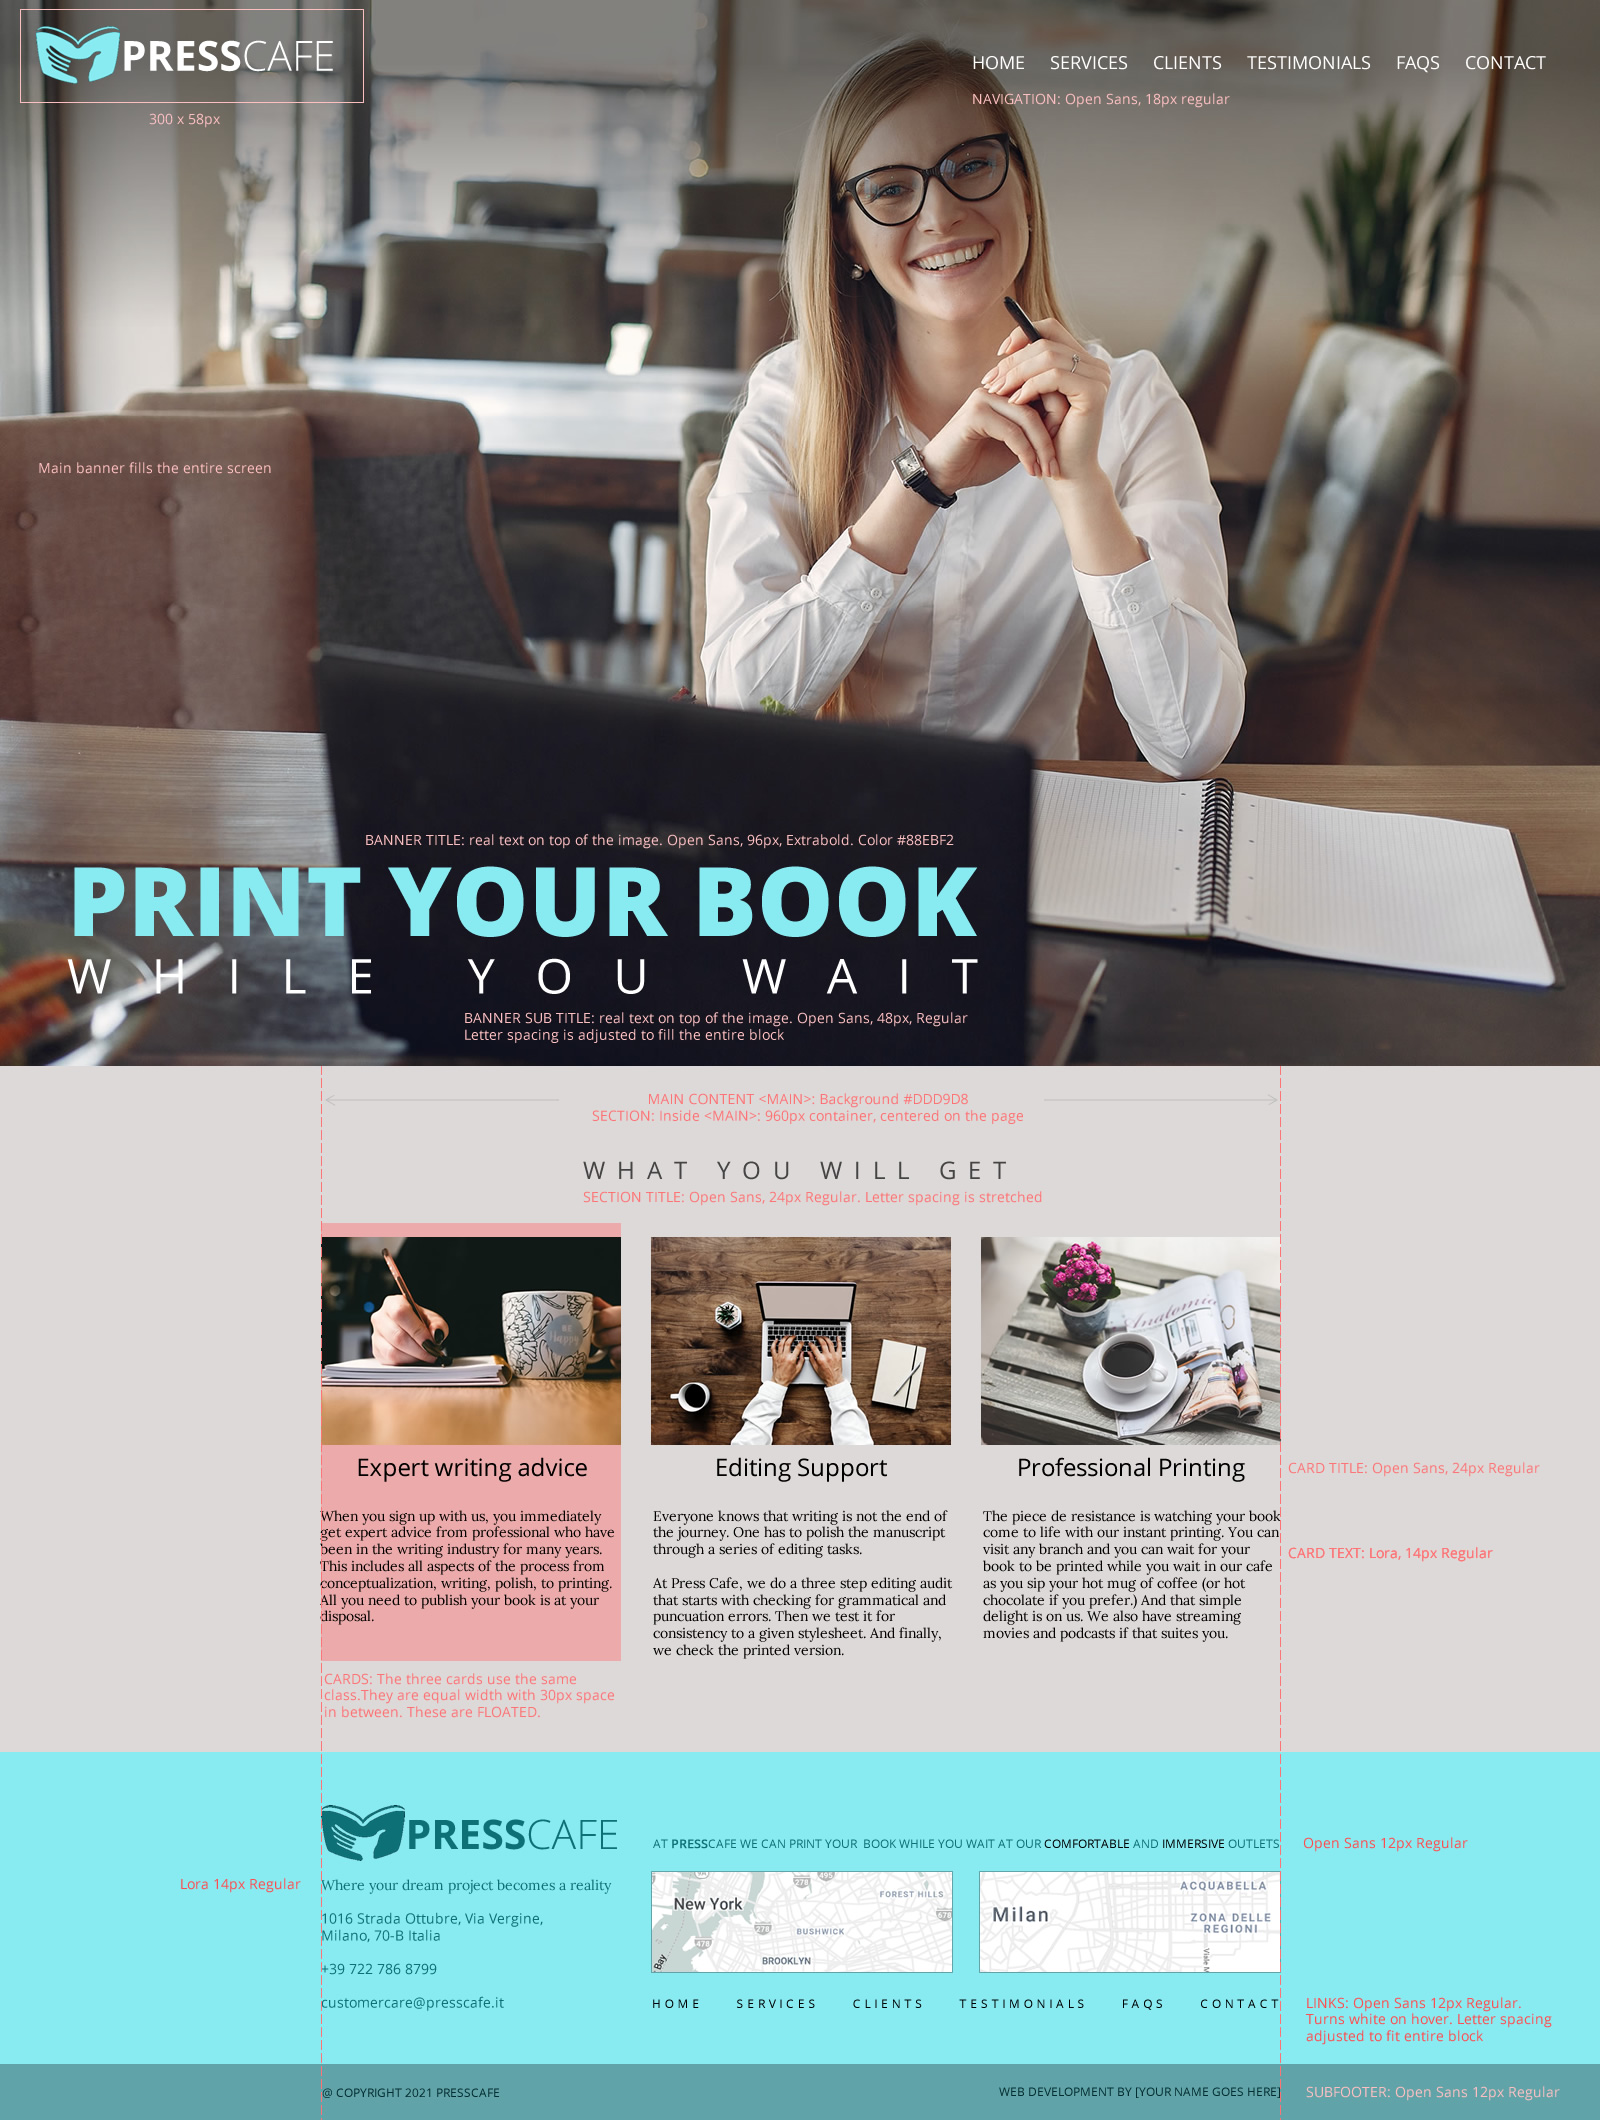 PRESSCAFE
HOME SERVICES CLIENTS TESTIMONIALS FAQS CONTACT
NAVIGATION: Open Sans, 18px regular
300 x 58px
Main banner fills the entire screen
BANNER TITLE: real text on top of the image. Open Sans, 96px, Extrabold. Color #88EBF2
PRINT YOUR BOOK
WHILE YOU WAIT
BANNER SUB TITLE: real text on top of the image. Open Sans, 48px, Regular
Letter spacing is adjusted to fill the entire block
MAIN CONTENT <MAIN>: Background #DDD9D8
SECTION: Inside <MAIN>: 960px container, centered on the page
WHAT YOU WILL GET
SECTION TITLE: Open Sans, 24px Regular. Letter spacing is stretched
Expert writing advice
When you sign up with us, you immediately
get expert advice from professional who have
been in the writing industry for many years.
This includes all aspects of the process from
conceptualization, writing, polish, to printing.
All you need to publish your book is at your
disposal.
CARDS: The three cards use the same
class.They are equal width with 30px space
in between. These are FLOATED.
Editing Support
Everyone knows that writing is not the end of
the journey. One has to polish the manuscript
through a series of editing tasks.
At Press Cafe, we do a three step editing audit
that starts with checking for grammatical and
puncuation errors. Then we test it for
consistency to a given stylesheet. And finally,
we check the printed version.
Anatomia
Professional Printing
The piece de resistance is watching your book
come to life with our instant printing. You can
visit any branch and you can wait for your
book to be printed while you wait in our cafe
as you sip your hot mug of coffee (or hot
chocolate if you prefer.) And that simple
delight is on us. We also have streaming
movies and podcasts if that suites you.
CARD TITLE: Open Sans, 24px Regular
CARD TEXT: Lora, 14px Regular
PRESSCAFE
Lora 14px Regular
Where your dream project becomes a reality
1016 Strada Ottubre, Via Vergine,
Milano, 70-B Italia
+39 722 786 8799
customercare@presscafe.it
AT PRESSCAFE WE CAN PRINT YOUR BOOK WHILE YOU WAIT AT OUR COMFORTABLE AND IMMERSIVE OUTLETS
Open Sans 12px Regular
278
495
New York
FOREST HILLS
678
278
BUSHWICK
478
BROOKLYN
Bay
ACQUABELLA
Milan
ZONA DELLE
REGIONI
Viale M
HOME SERVICES CLIENTS TESTIMONIALS FAQS CONTACT
LINKS: Open Sans 12px Regular.
Turns white on hover. Letter spacing
adjusted to fit entire block
@ COPYRIGHT 2021 PRESSCAFE
WEB DEVELOPMENT BY [YOUR NAME GOES HERE]
SUBFOOTER: Open Sans 12px Regular